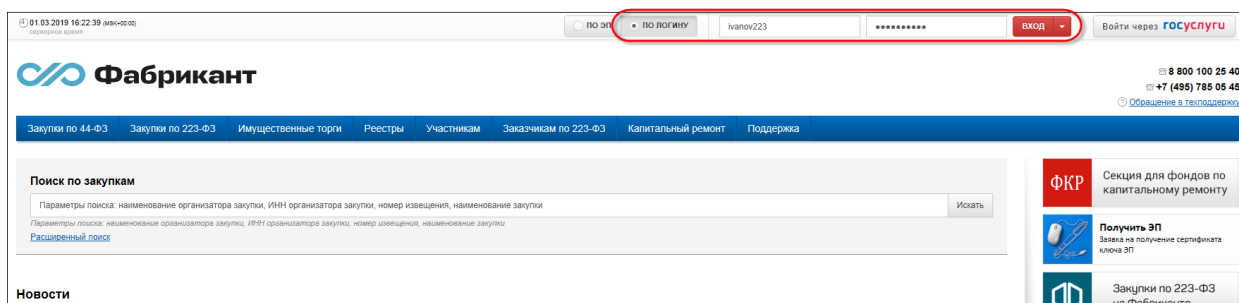 01.03.2019 16:22:39 (MSK+00:00)
серверное время
ПО ЭП
ПО ЛОГИНУ
ivanov223
••••••••••
ВХОД
Войти через госуслуги
Фабрикант
8 800 100 25 40
+7 (495) 785 05 45
Обращение в техподдержку
Закупки по 44-ФЗ Закупки по 223-ФЗ Имущественные торги Реестры Участникам Заказчикам по 223-ФЗ Капитальный ремонт Поддержка
Поиск по закупкам
Параметры поиска: наименование организатора закупки, ИНН организатора закупки, номер извещения, наименование закупки
Искать
Параметры поиска: наименование организатора закупки, ИНН организатора закупки, номер извещения, наименование закупки
Расширенный поиск
ФКР
Секция для фондов по
капитальному ремонту
Получить ЭП
Заявка на получение сертификата
ключа ЭП
Закупки по 223-ФЗ
на Фабриканте
Новости